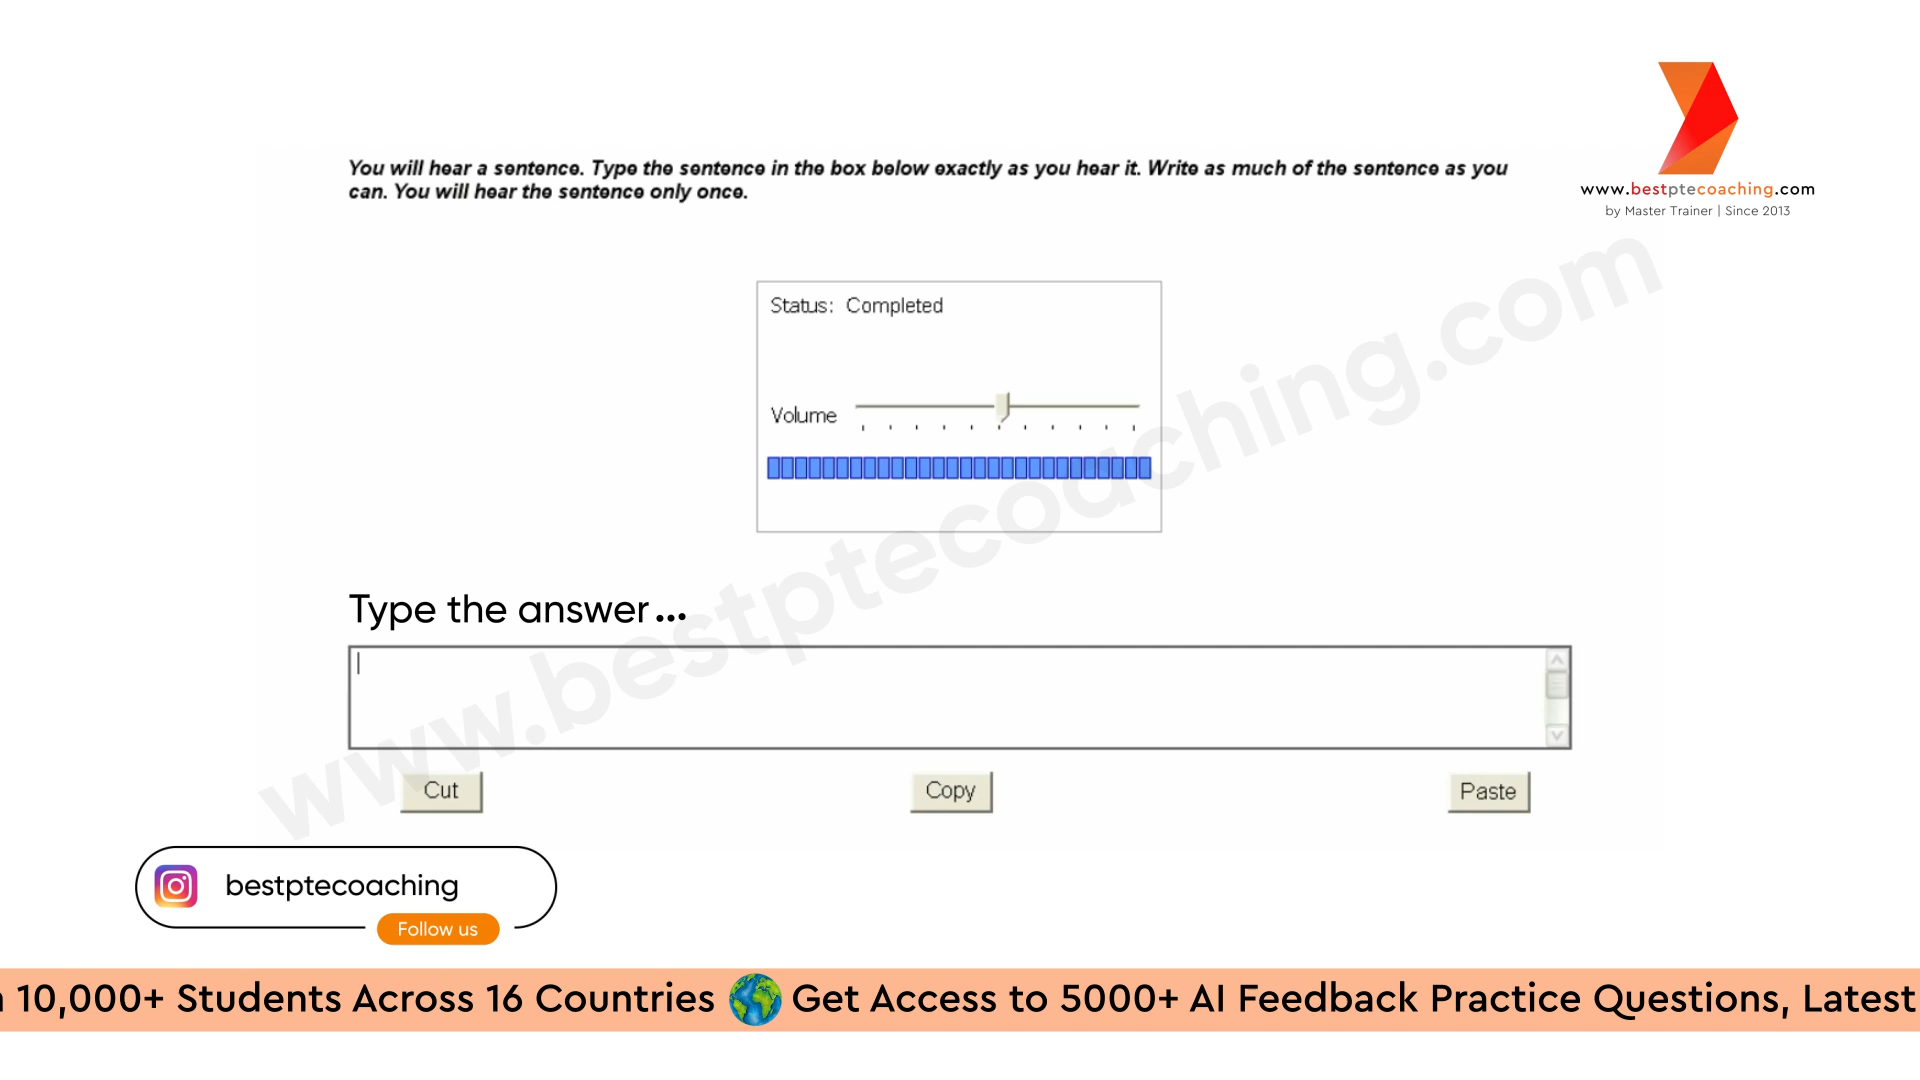 You will hear a sentence. Type the sentence in the box below exactly as you hear it. Write as much of the sentence as you
can. You will hear the sentence only once.
www.bestptecoaching.com
by Master Trainer | Since 2013
Status: Completed
Volume
www.bestptecoaching.com
Type the answer...
Cut
Copy
Paste
bestptecoaching
Follow us
10,000+ Students Across 16 Countries Get Access to 5000+ AI Feedback Practice Questions, Latest